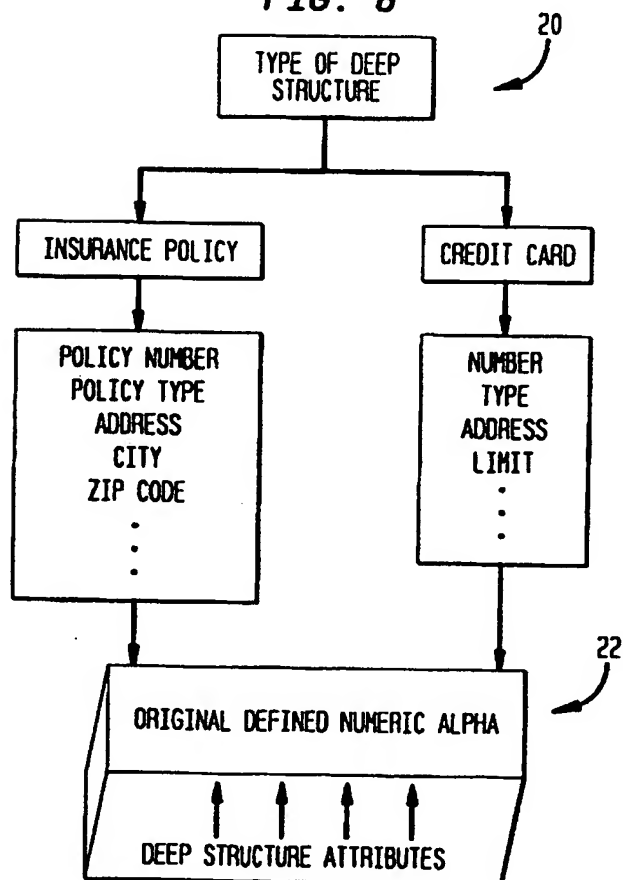 20
TYPE OF DEEP
STRUCTURE
INSURANCE POLICY
CREDIT CARD
POLICY NUMBER
POLICY TYPE
ADDRESS
CITY
ZIP CODE
NUMBER
TYPE
ADDRESS
LIMIT
22
ORIGINAL DEFINED NUMERIC ALPHA
DEEP STRUCTURE ATTRIBUTES